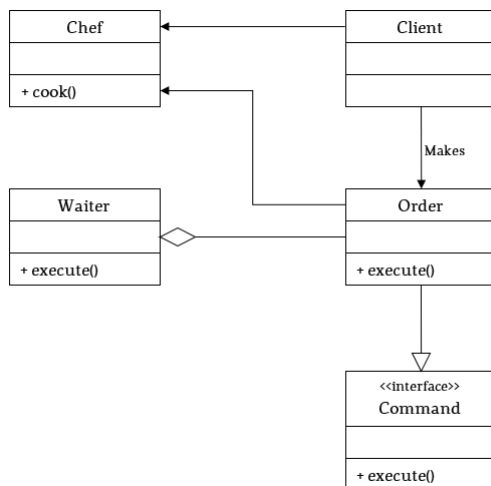 Chef
Client
+ cook()
Makes
Waiter
Order
+ execute()
+ execute()
<<interface>>
Command
+ execute()